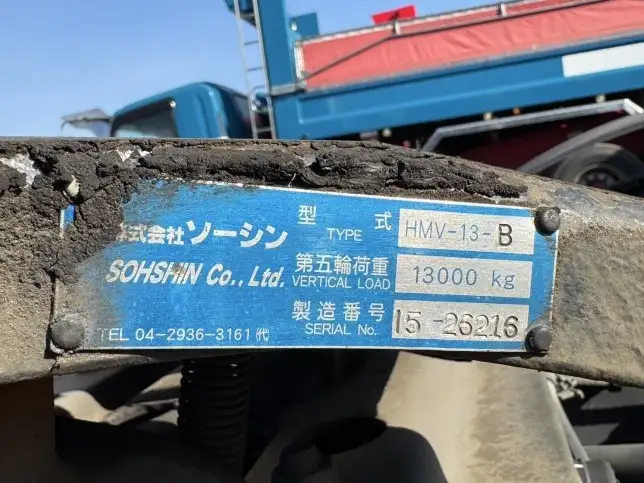 株式会社 ソーシン
SOHSHIN Co., Ltd.
TEL 04-2936-3161 ㈹
型 式 HMV-13-B
TYPE
第五輪荷重 13000 kg
VERTICAL LOAD
製造番号 15-26216
SERIAL No.